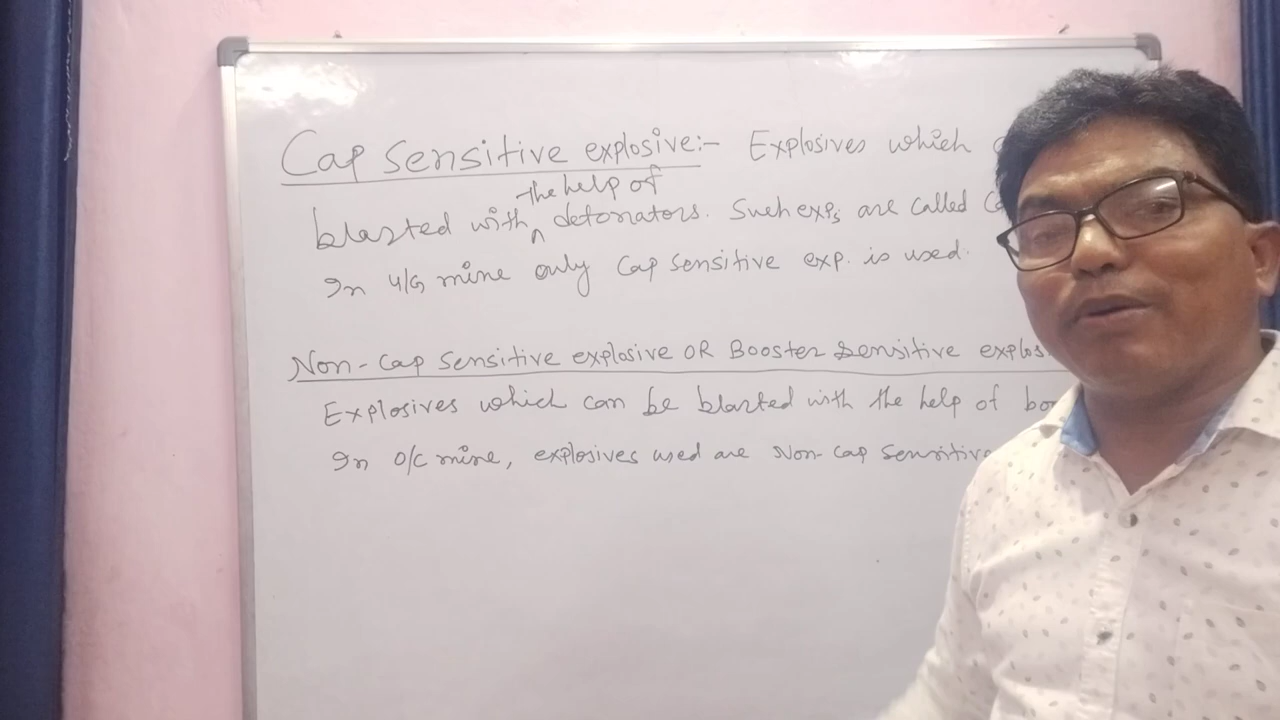 Cap sensitive explosive:- Explosives which
the help of
blasted with ^ detonators. Such exps are called
In U/G mine only Cap sensitive exp. is used.
Non-Cap sensitive explosive OR Booster sensitive
Explosives which can be blasted with the help of
In O/C mine, explosives used are Non-cap sensitive